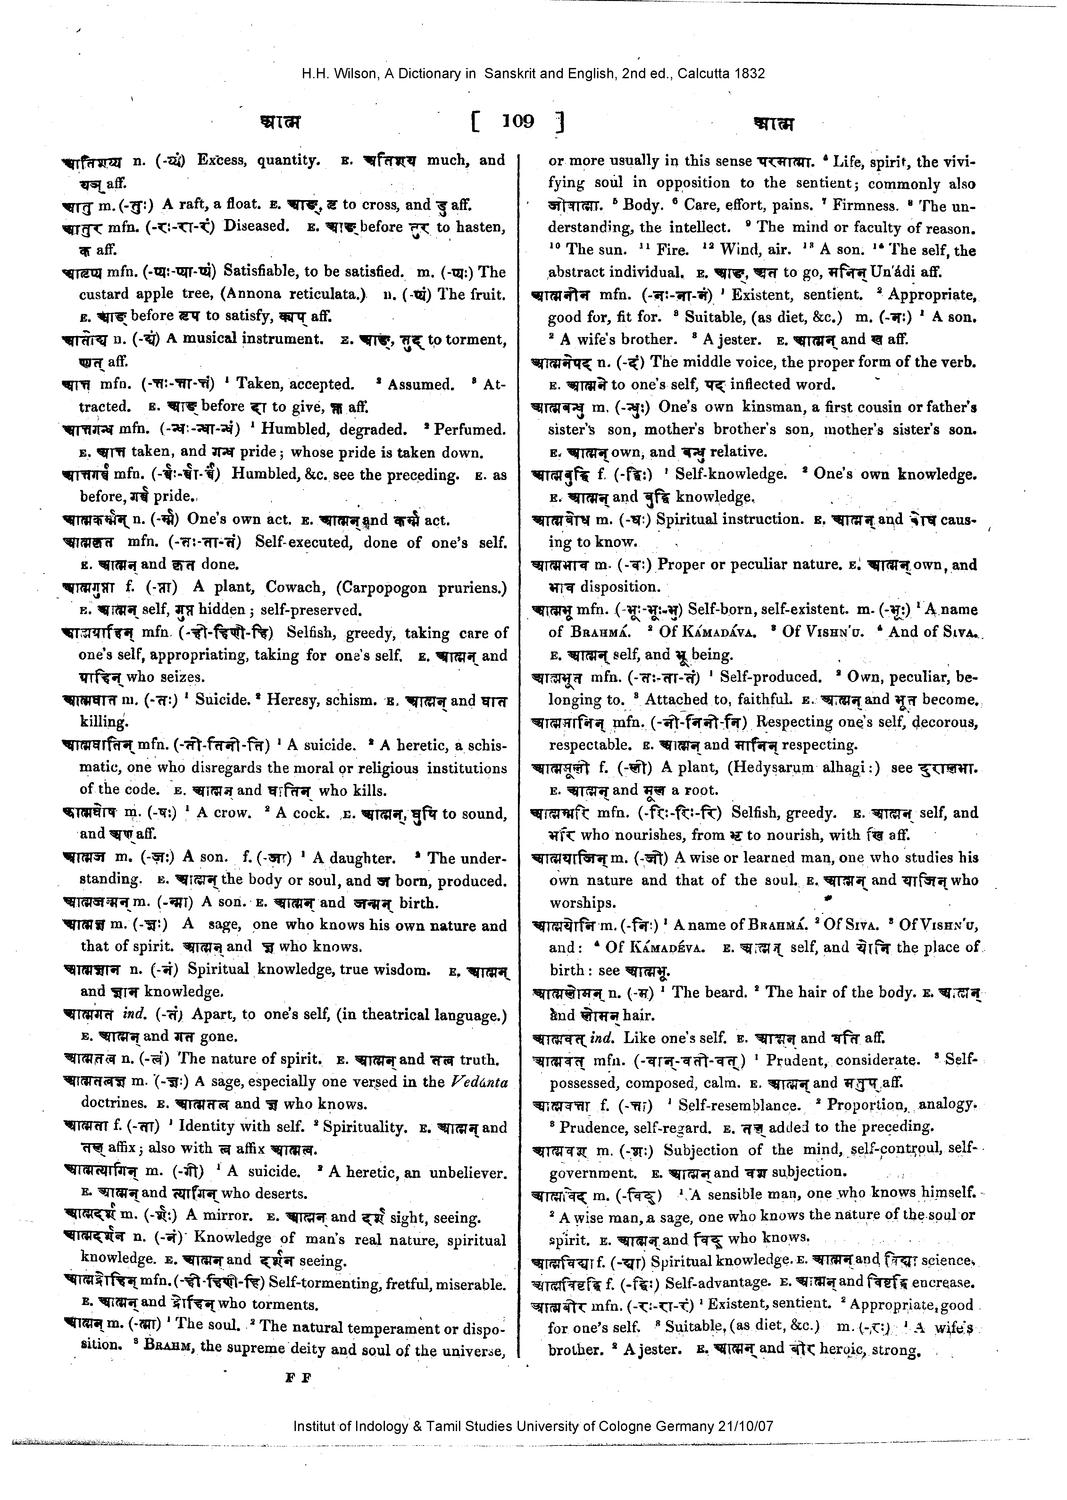 H.H. Wilson, A Dictionary in Sanskrit and English, 2nd ed., Calcutta 1832
आत्म [ 109 ] आत्म
आतिशय्य n. (-य्यं) Excess, quantity. E. अतिशय much, and
यञ् aff.
आतु m. (-तुः) A raft, a float. E. आङ्, तॄ to cross, and डु aff.
आतुर mfn. (-रः-रा-रं) Diseased. E. आङ् before तुर to hasten,
क aff.
आतृप्य mfn. (-प्यः-प्या-प्यं) Satisfiable, to be satisfied. m. (-प्यः) The
custard apple tree, (Annona reticulata.) n. (-प्यं) The fruit.
E. आङ् before तृप to satisfy, क्यप् aff.
आतोद्य n. (-द्यं) A musical instrument. E. आङ्, तुद् to torment,
ण्यत् aff.
आत्त mfn. (-त्तः-त्ता-त्तं) ¹ Taken, accepted. ² Assumed. ³ At-
tracted. E. आङ् before दा to give, क्त aff.
आत्तगन्ध mfn. (-न्धः-न्धा-न्धं) ¹ Humbled, degraded. ² Perfumed.
E. आत्त taken, and गन्ध pride; whose pride is taken down.
आत्तगर्व्व mfn. (-र्व्वः-र्व्वा-र्व्वं) Humbled, &c. see the preceding. E. as
before, गर्व्व pride.
आत्मकर्म्मन् n. (-र्म्म) One's own act. E. आत्मन् and कर्म्म act.
आत्मकृत mfn. (-तः-ता-तं) Self-executed, done of one's self.
E. आत्मन् and कृत done.
आत्मगुप्ता f. (-प्ता) A plant, Cowach, (Carpopogon pruriens.)
E. आत्मन् self, गुप्त hidden; self-preserved.
आत्मग्राहिन् mfn. (-ही-हिणी-हि) Selfish, greedy, taking care of
one's self, appropriating, taking for one's self. E. आत्मन् and
ग्राहिन् who seizes.
आत्मघात m. (-तः) ¹ Suicide. ² Heresy, schism. E. आत्मन् and घात
killing.
आत्मघातिन् mfn. (-ती-तिनी-ति) ¹ A suicide. ² A heretic, a schis-
matic, one who disregards the moral or religious institutions
of the code. E. आत्मन् and घातिन् who kills.
आत्मघोष m. (-षः) ¹ A crow. ² A cock. E. आत्मन्, घुषि to sound,
and अण् aff.
आत्मज m. (-जः) A son. f. (-जा) ¹ A daughter. ² The under-
standing. E. आत्मन् the body or soul, and ज born, produced.
आत्मजन्मन् m. (-न्मा) A son. E. आत्मन् and जन्मन् birth.
आत्मज्ञ m. (-ज्ञः) A sage, one who knows his own nature and
that of spirit. आत्मन् and ज्ञ who knows.
आत्मज्ञान n. (-नं) Spiritual knowledge, true wisdom. E. आत्मन्
and ज्ञान knowledge.
आत्मगत ind. (-तं) Apart, to one's self, (in theatrical language.)
E. आत्मन् and गत gone.
आत्मतत्त्व n. (-त्त्वं) The nature of spirit. E. आत्मन् and तत्त्व truth.
आत्मतत्त्वज्ञ m. (-ज्ञः) A sage, especially one versed in the Vedánta
doctrines. E. आत्मतत्त्व and ज्ञ who knows.
आत्मता f. (-ता) ¹ Identity with self. ² Spirituality. E. आत्मन् and
तल् affix; also with त्व affix आत्मत्व.
आत्मत्यागिन् m. (-गी) ¹ A suicide. ² A heretic, an unbeliever.
E. आत्मन् and त्यागिन् who deserts.
आत्मदर्श m. (-र्शः) A mirror. E. आत्मन् and दर्श sight, seeing.
आत्मदर्शन n. (-नं) Knowledge of man's real nature, spiritual
knowledge. E. आत्मन् and दर्शन seeing.
आत्मद्रोहिन् mfn. (-ही-हिणी-हि) Self-tormenting, fretful, miserable.
E. आत्मन् and द्रोहिन् who torments.
आत्मन् m. (-त्मा) ¹ The soul. ² The natural temperament or dispo-
sition. ³ BRAHM, the supreme deity and soul of the universe,
F F
or more usually in this sense परमात्मा. ⁴ Life, spirit, the vivi-
fying soul in opposition to the sentient; commonly also
जीवात्मा. ⁵ Body. ⁶ Care, effort, pains. ⁷ Firmness. ⁸ The un-
derstanding, the intellect. ⁹ The mind or faculty of reason.
¹⁰ The sun. ¹¹ Fire. ¹² Wind, air. ¹³ A son. ¹⁴ The self, the
abstract individual. E. आङ्, अत to go, मनिन् Un'ádi aff.
आत्मनीन mfn. (-नः-ना-नं) ¹ Existent, sentient. ² Appropriate,
good for, fit for. ³ Suitable, (as diet, &c.) m. (-नः) ¹ A son.
² A wife's brother. ³ A jester. E. आत्मन् and ख aff.
आत्मनेपद n. (-दं) The middle voice, the proper form of the verb.
E. आत्मने to one's self, पद inflected word.
आत्मबन्धु m. (-न्धुः) One's own kinsman, a first cousin or father's
sister's son, mother's brother's son, mother's sister's son.
E. आत्मन् own, and बन्धु relative.
आत्मबुद्धि f. (-द्धिः) ¹ Self-knowledge. ² One's own knowledge.
E. आत्मन् and बुद्धि knowledge.
आत्मबोध m. (-धः) Spiritual instruction. E. आत्मन् and बोध caus-
ing to know.
आत्मभाव m. (-वः) Proper or peculiar nature. E. आत्मन् own, and
भाव disposition.
आत्मभू mfn. (-भूः-भूः-भु) Self-born, self-existent. m. (-भूः) ¹ A name
of BRAHMÁ. ² Of KÁMADÁVA. ³ Of VISHN'U. ⁴ And of SIVA.
E. आत्मन् self, and भू being.
आत्मभूत mfn. (-तः-ता-तं) ¹ Self-produced. ² Own, peculiar, be-
longing to. ³ Attached to, faithful. E. आत्मन् and भूत become.
आत्ममानिन् mfn. (-नी-निनी-नि) Respecting one's self, decorous,
respectable. E. आत्मन् and मानिन् respecting.
आत्ममूली f. (-ली) A plant, (Hedysarum alhagi:) see दुरालभा.
E. आत्मन् and मूल a root.
आत्मम्भरि mfn. (-रिः-रिः-रि) Selfish, greedy. E. आत्मन् self, and
भरि who nourishes, from भृ to nourish, with खि aff.
आत्मयाजिन् m. (-जी) A wise or learned man, one who studies his
own nature and that of the soul. E. आत्मन् and याजिन् who
worships.
आत्मयोनि m. (-निः) ¹ A name of BRAHMÁ. ² Of SIVA. ³ Of VISHN'U,
and: ⁴ Of KÁMADÉVA. E. आत्मन् self, and योनि the place of
birth: see आत्मभू.
आत्मलोमन् n. (-म) ¹ The beard. ² The hair of the body. E. आत्मन्
and लोमन् hair.
आत्मवत् ind. Like one's self. E. आत्मन् and वति aff.
आत्मवत् mfn. (-वान्-वती-वत्) ¹ Prudent, considerate. ² Self-
possessed, composed, calm. E. आत्मन् and मतुप् aff.
आत्मवत्ता f. (-त्ता) ¹ Self-resemblance. ² Proportion, analogy.
³ Prudence, self-regard. E. तल् added to the preceding.
आत्मवश m. (-शः) Subjection of the mind, self-controul, self-
government. E. आत्मन् and वश subjection.
आत्मविद् m. (-विद्) ¹ A sensible man, one who knows himself.
² A wise man, a sage, one who knows the nature of the soul or
spirit. E. आत्मन् and विद् who knows.
आत्मविद्या f. (-द्या) Spiritual knowledge. E. आत्मन् and विद्या science.
आत्मविवृद्धि f. (-द्धिः) Self-advantage. E. आत्मन् and विवृद्धि encrease.
आत्मवीर mfn. (-रः-रा-रं) ¹ Existent, sentient. ² Appropriate, good
for one's self. ³ Suitable, (as diet, &c.) m. (-रः) ¹ A wife's
brother. ² A jester. E. आत्मन् and वीर heroic, strong.
Institut of Indology & Tamil Studies University of Cologne Germany 21/10/07